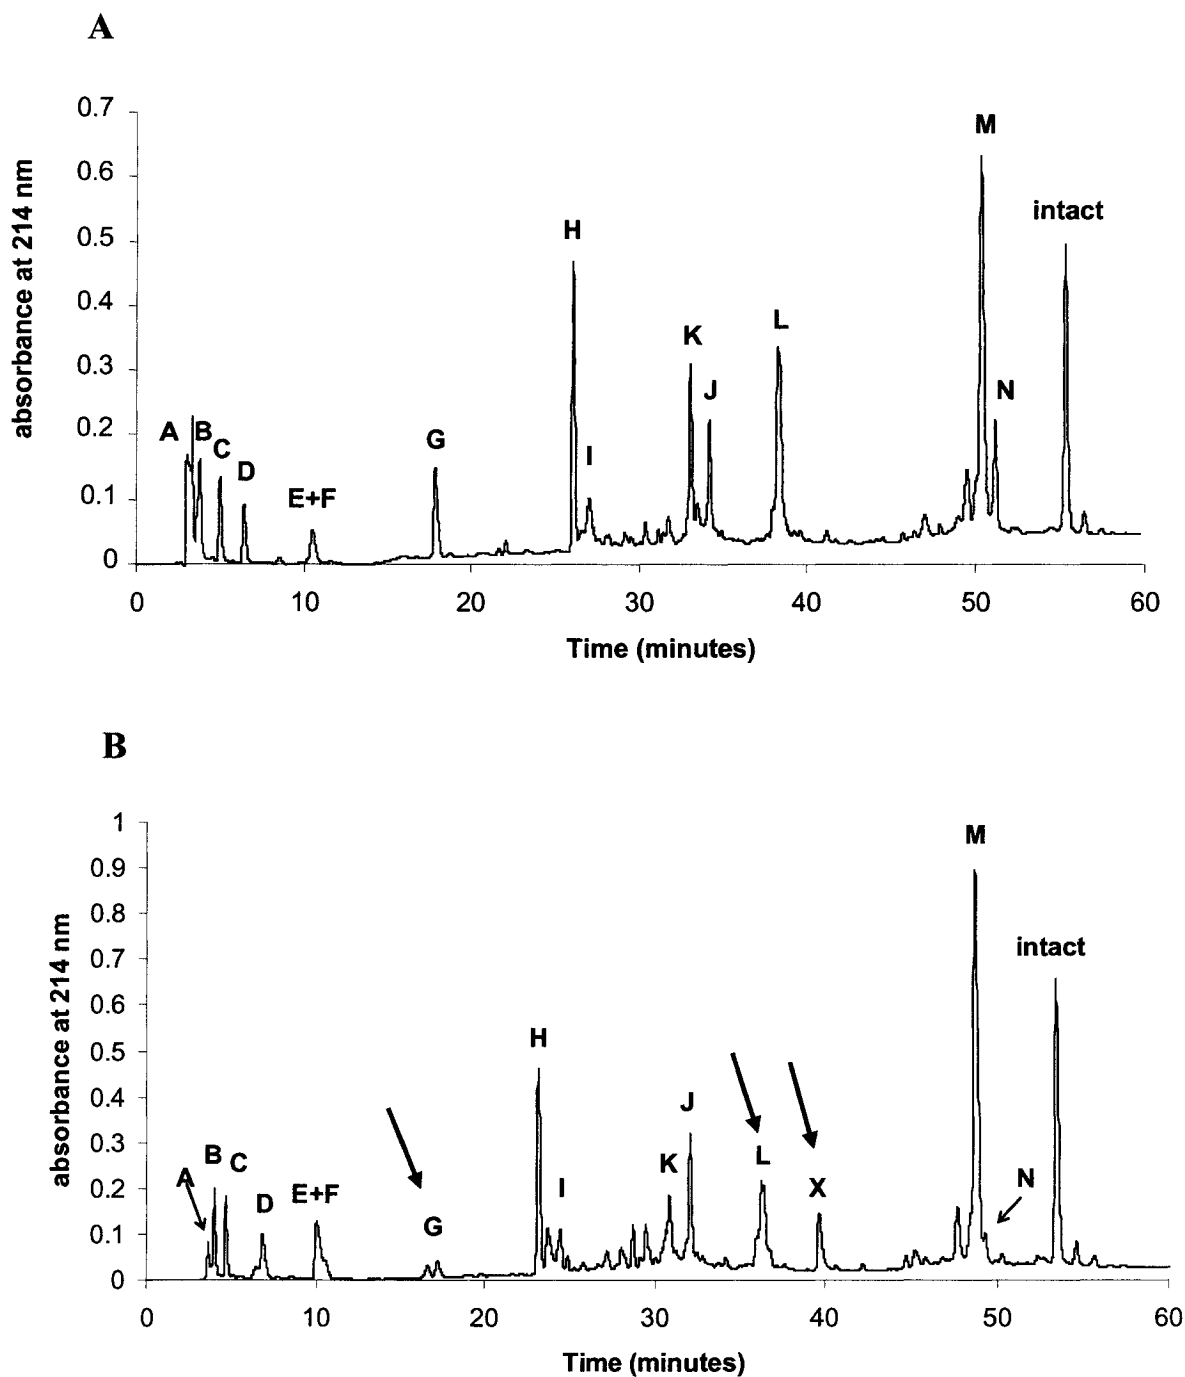 A
absorbance at 214 nm
0.7
0.6
0.5
0.4
0.3
0.2
0.1
0
M
intact
H
L
K
J
N
A B C D
G
I
E+F
0 10 20 30 40 50 60
Time (minutes)
B
absorbance at 214 nm
1
0.9
0.8
0.7
0.6
0.5
0.4
0.3
0.2
0.1
0
M
intact
H
J
B C
A
K
L
I
X
N
D
E+F
G
0 10 20 30 40 50 60
Time (minutes)